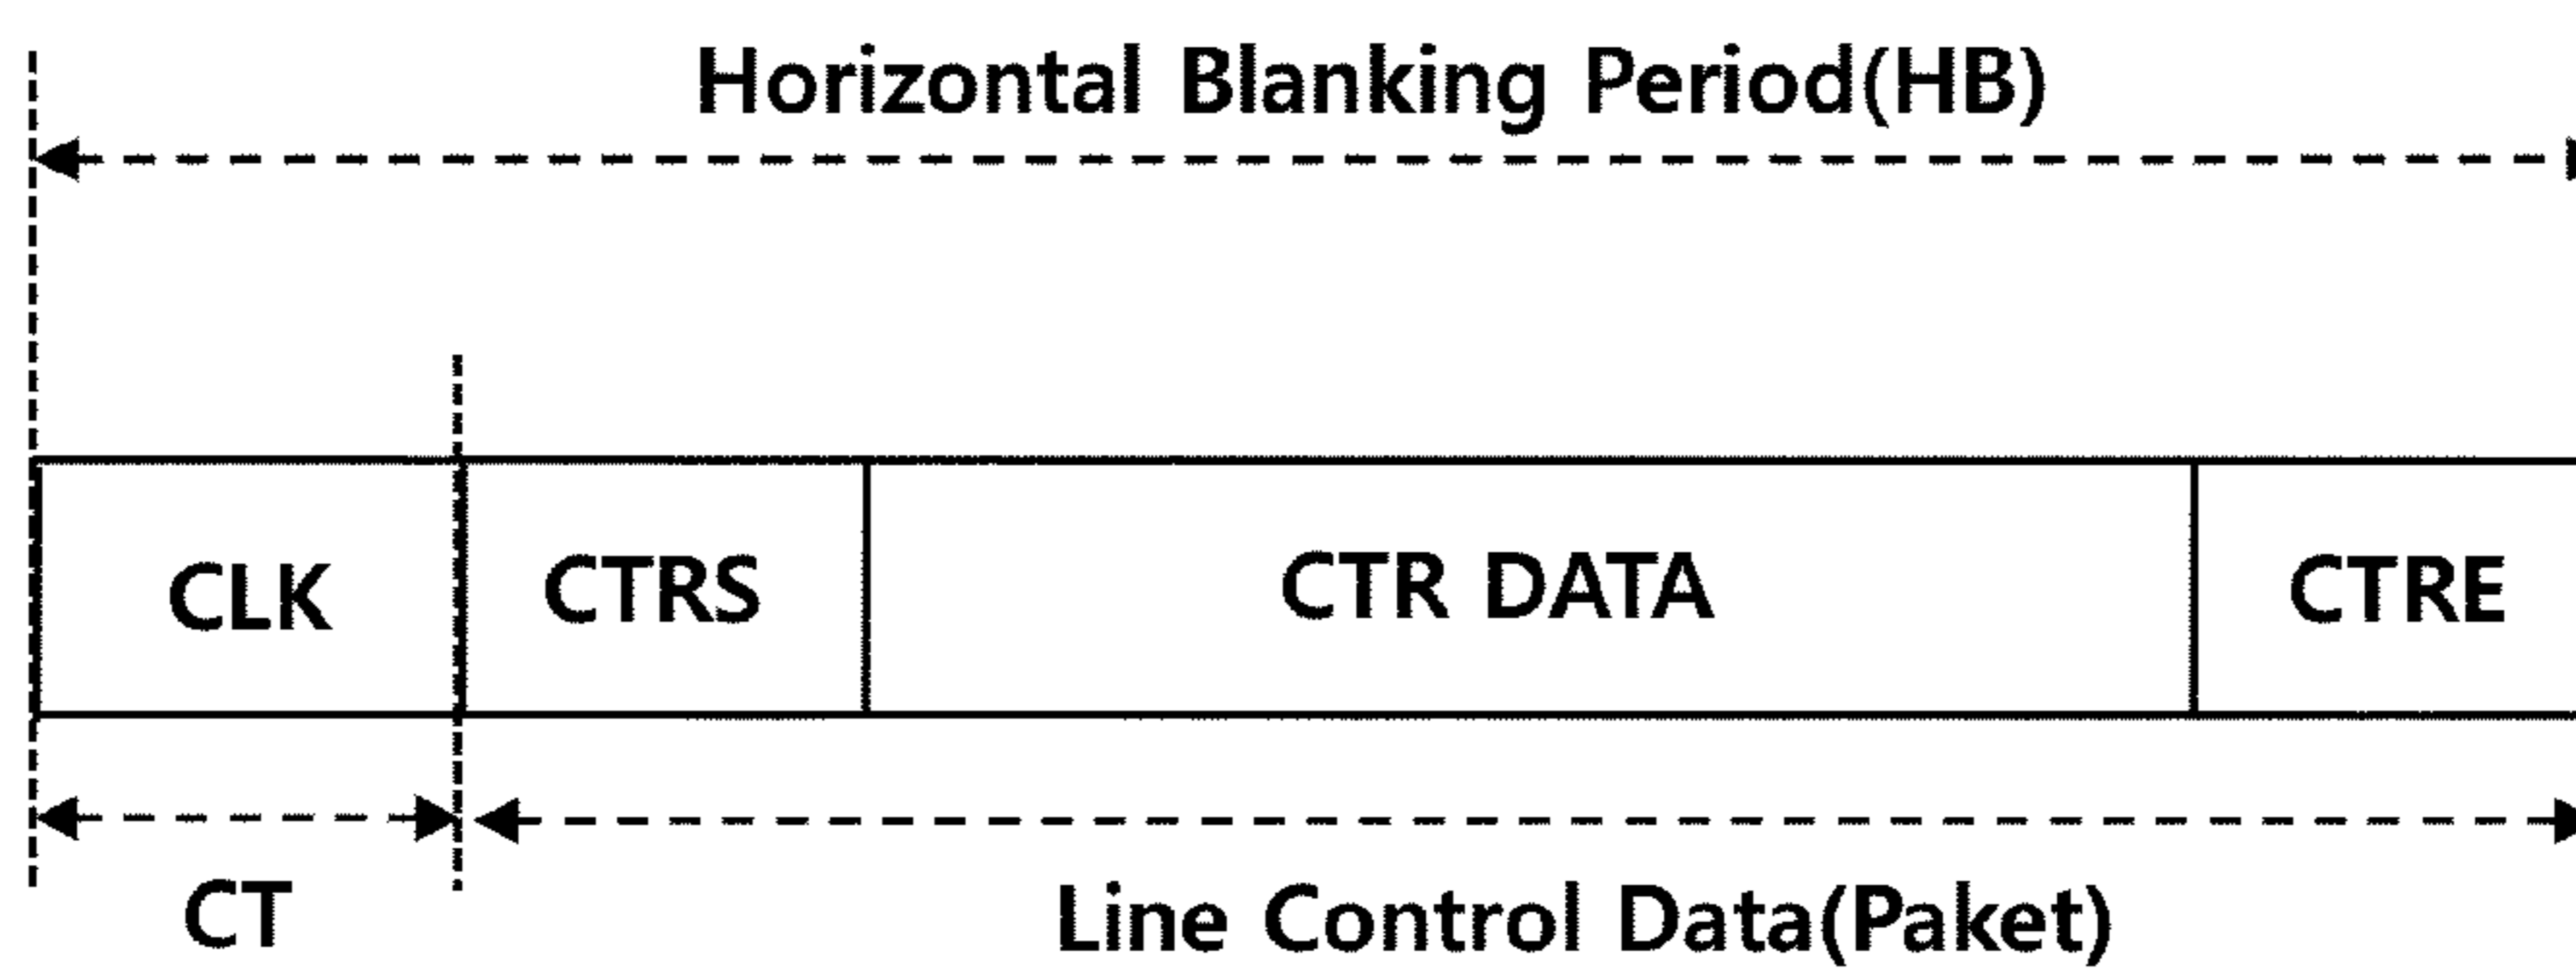 Horizontal Blanking Period(HB)
CLK CTRS CTR DATA CTRE
CT Line Control Data(Paket)